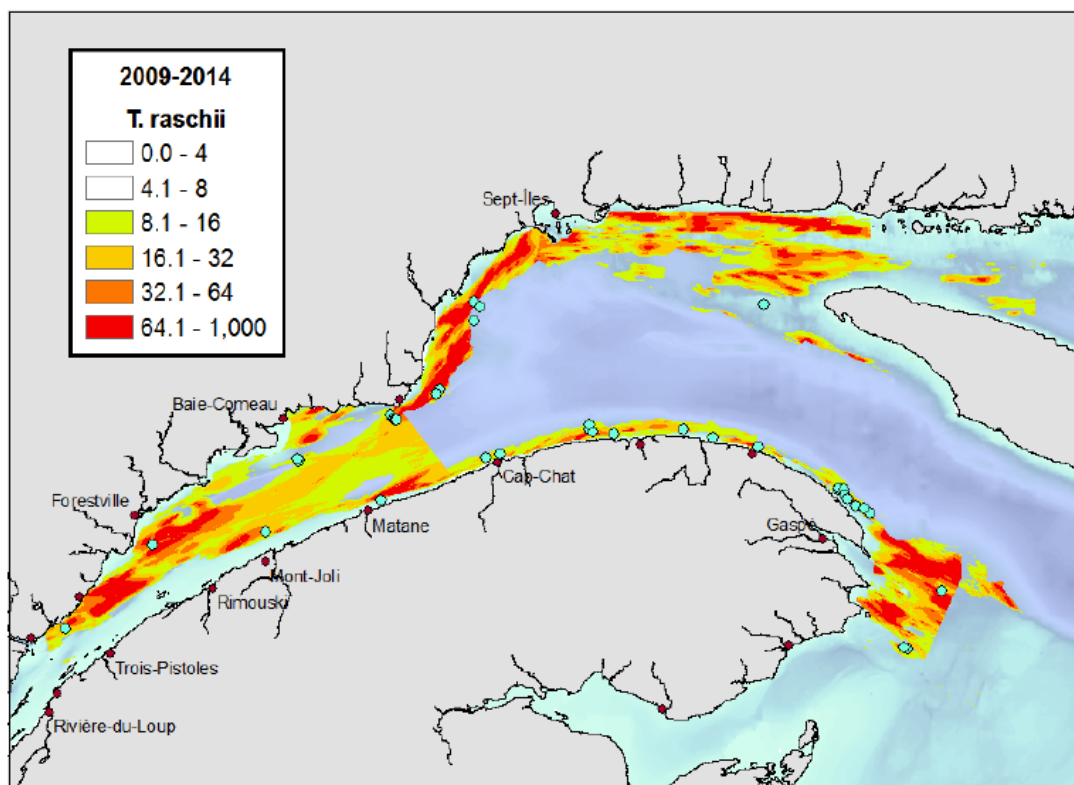 2009-2014
T. raschii
0.0 - 4
4.1 - 8
8.1 - 16
16.1 - 32
32.1 - 64
64.1 - 1,000
Sept-Îles
Baie-Comeau
Forestville
Cap-Chat
Matane
Gaspé
Mont-Joli
Rimouski
Trois-Pistoles
Rivière-du-Loup